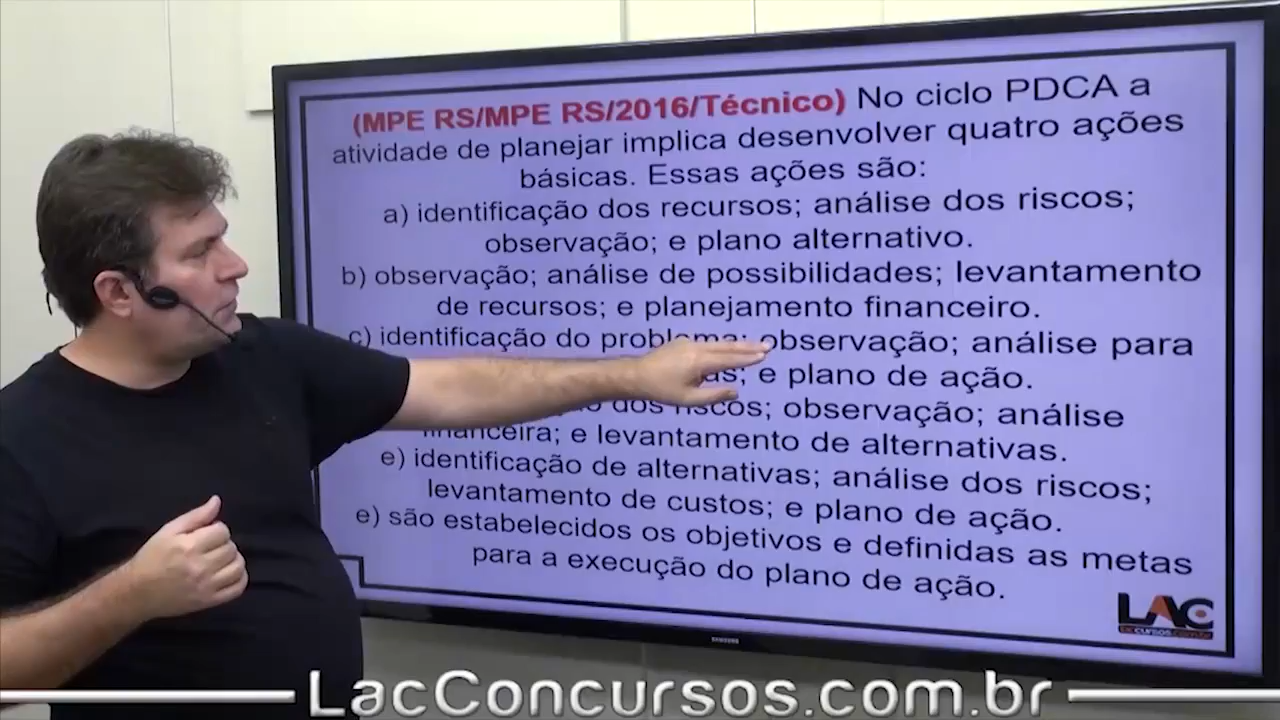 (MPE RS/MPE RS/2016/Técnico) No ciclo PDCA a
atividade de planejar implica desenvolver quatro ações
básicas. Essas ações são:
a) identificação dos recursos; análise dos riscos;
observação; e plano alternativo.
b) observação; análise de possibilidades; levantamento
de recursos; e planejamento financeiro.
c) identificação do problema; observação; análise para
e plano de ação.
dos riscos; observação; análise
financeira; e levantamento de alternativas.
e) identificação de alternativas; análise dos riscos;
levantamento de custos; e plano de ação.
e) são estabelecidos os objetivos e definidas as metas
para a execução do plano de ação.
LAC
SAMSUNG
LacConcursos.com.br